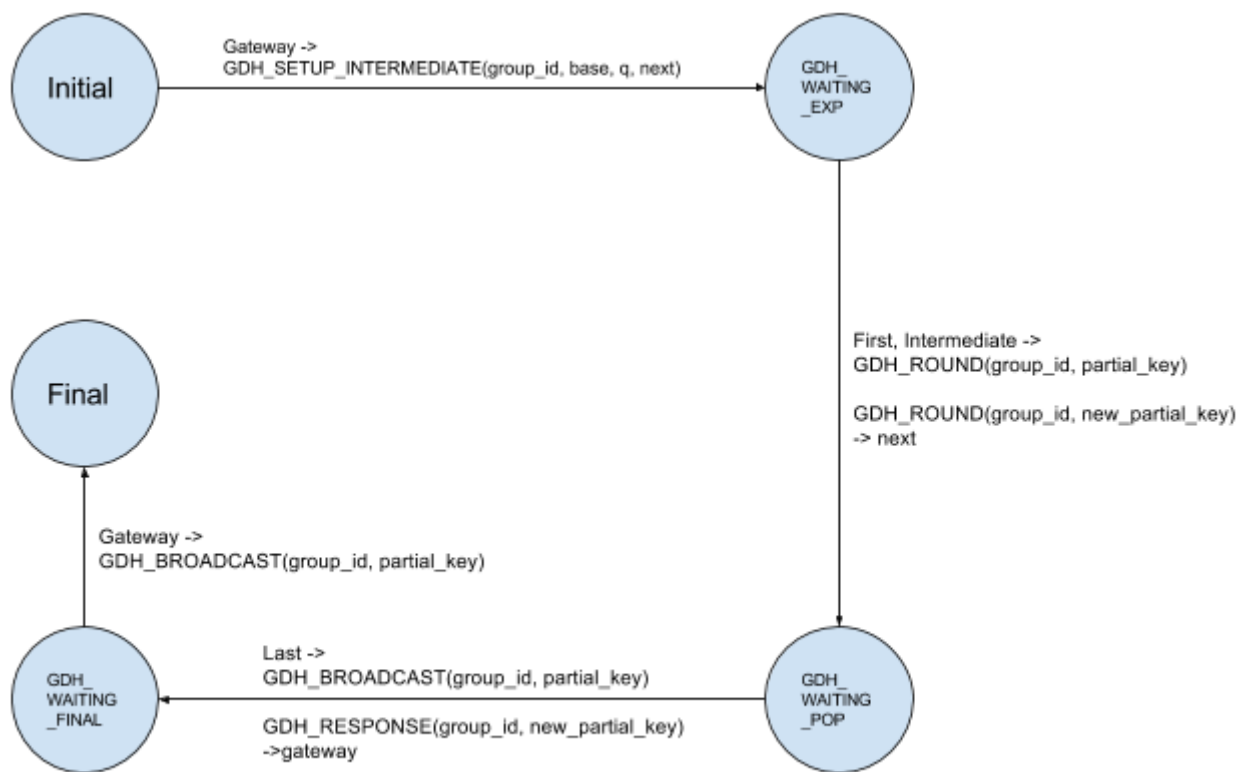 Gateway ->
GDH_SETUP_INTERMEDIATE(group_id, base, q, next)
Initial
GDH_
WAITING
_EXP
First, Intermediate ->
GDH_ROUND(group_id, partial_key)
GDH_ROUND(group_id, new_partial_key)
-> next
Final
Gateway ->
GDH_BROADCAST(group_id, partial_key)
GDH_
WAITING
_FINAL
Last ->
GDH_BROADCAST(group_id, partial_key)
GDH_RESPONSE(group_id, new_partial_key)
->gateway
GDH_
WAITING
_POP